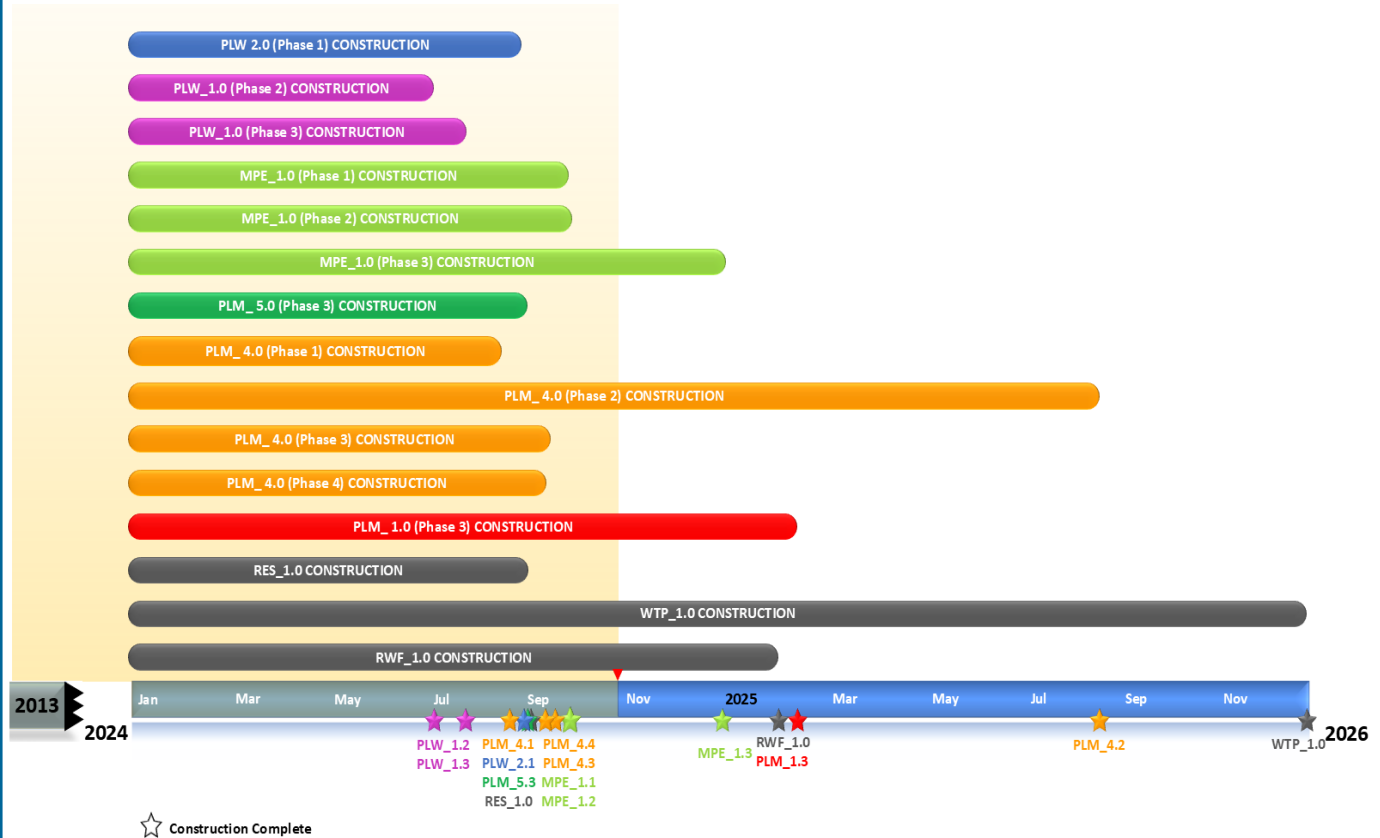 PLW 2.0 (Phase 1) CONSTRUCTION
PLW_1.0 (Phase 2) CONSTRUCTION
PLW_1.0 (Phase 3) CONSTRUCTION
MPE_1.0 (Phase 1) CONSTRUCTION
MPE_1.0 (Phase 2) CONSTRUCTION
MPE_1.0 (Phase 3) CONSTRUCTION
PLM_ 5.0 (Phase 3) CONSTRUCTION
PLM_ 4.0 (Phase 1) CONSTRUCTION
PLM_ 4.0 (Phase 2) CONSTRUCTION
PLM_ 4.0 (Phase 3) CONSTRUCTION
PLM_ 4.0 (Phase 4) CONSTRUCTION
PLM_ 1.0 (Phase 3) CONSTRUCTION
RES_1.0 CONSTRUCTION
WTP_1.0 CONSTRUCTION
RWF_1.0 CONSTRUCTION
2013 Jan Mar May Jul Sep Nov 2025 Mar May Jul Sep Nov
2024 2026
PLW_1.2 PLM_4.1 PLM_4.4 MPE_1.3 RWF_1.0 PLM_4.2 WTP_1.0
PLW_1.3 PLW_2.1 PLM_4.3 PLM_1.3
PLM_5.3 MPE_1.1
RES_1.0 MPE_1.2
Construction Complete